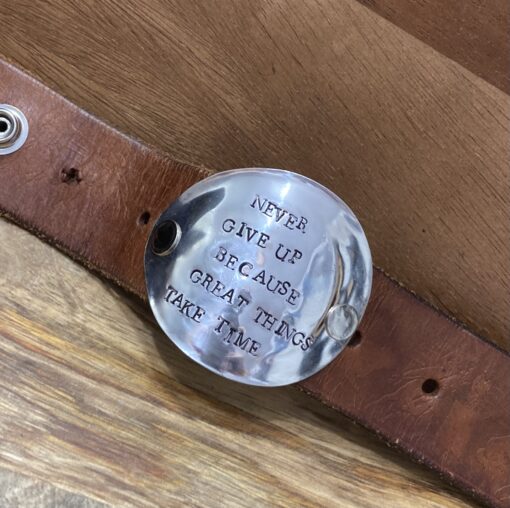 NEVER
GIVE UP
BECAUSE
GREAT THINGS
TAKE TIME